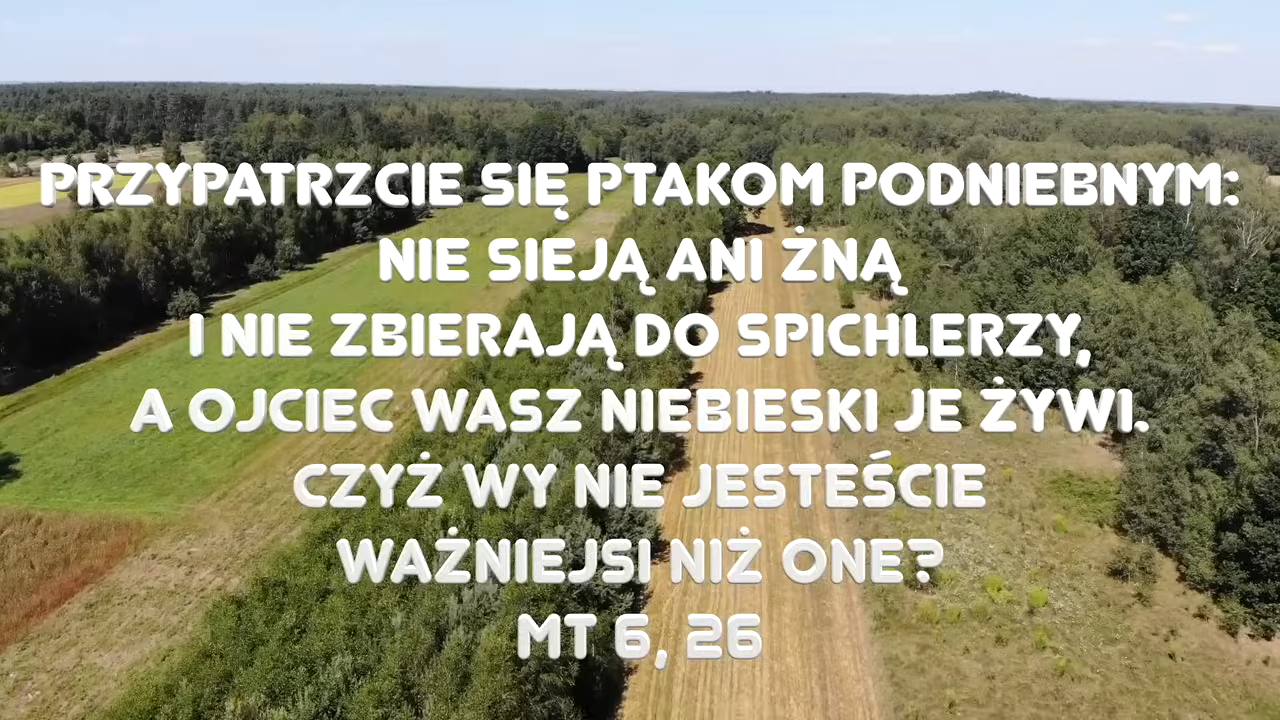 PRZYPATRZCIE SIĘ PTAKOM PODNIEBNYM:
NIE SIEJĄ ANI ŻNĄ
I NIE ZBIERAJĄ DO SPICHLERZY,
A OJCIEC WASZ NIEBIESKI JE ŻYWI.
CZYŻ WY NIE JESTEŚCIE
WAŻNIEJSI NIŻ ONE?
MT 6, 26